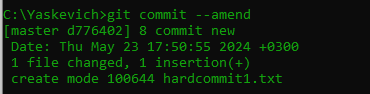 C:\Yaskevich>git commit --amend
[master d776402] 8 commit new
Date: Thu May 23 17:50:55 2024 +0300
1 file changed, 1 insertion(+)
create mode 100644 hardcommit1.txt